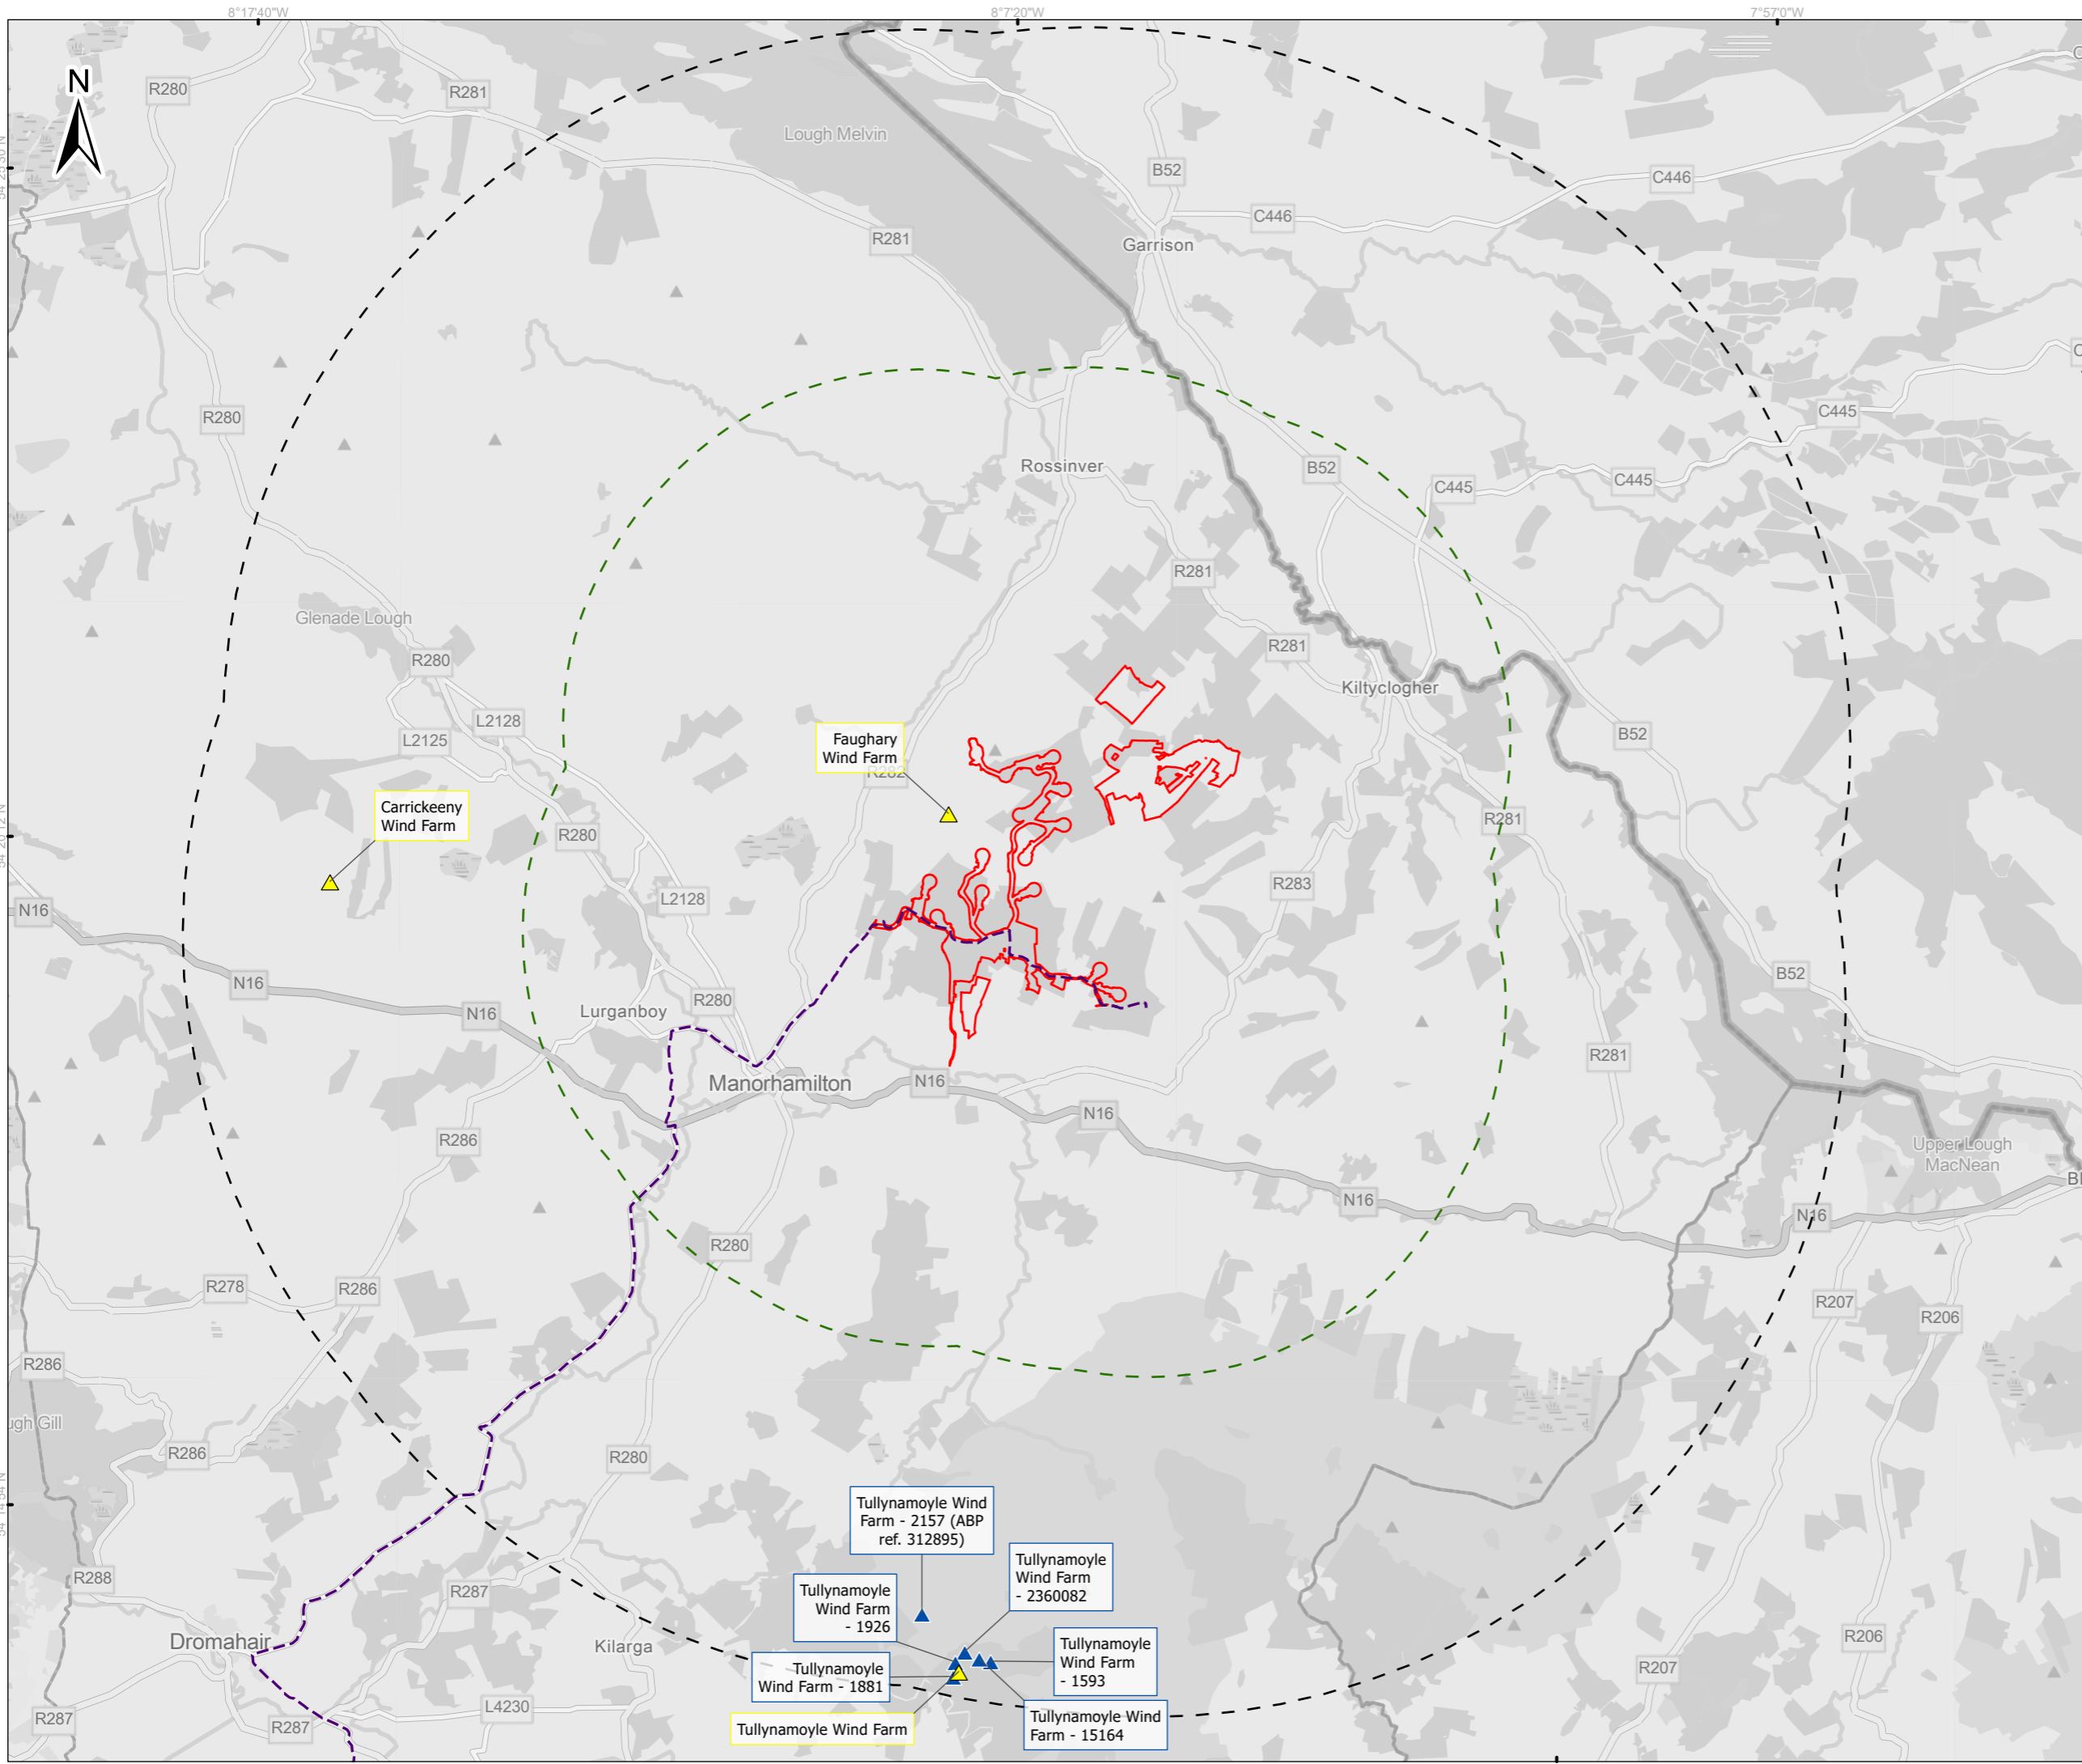 8°17'40"W
8°7'20"W
7°57'0"W
N
R280
R281
Lough Melvin
B52
C446
C446
R281
Garrison
R280
C445
Rossinver
B52
C445
C445
R281
Glenade Lough
R281
R280
Kiltyclogher
L2128
L2125
B52
Faughary
Wind Farm
R282
Carrickeeny
Wind Farm
R280
R281
R283
L2128
N16
N16
B52
R280
Lurganboy
N16
R281
Manorhamilton
N16
N16
R286
Upper Lough
MacNean
N16
N16
R280
R278
R286
R207
R206
R286
ugh Gill
R286
R280
Tullynamoyle Wind
Farm - 2157 (ABP
ref. 312895)
Tullynamoyle
Wind Farm
- 2360082
R288
R287
Tullynamoyle
Wind Farm
- 1926
Dromahair
Kilarga
R206
Tullynamoyle
Wind Farm
- 1593
Tullynamoyle
Wind Farm - 1881
R207
L4230
R287
R287
Tullynamoyle Wind Farm
Tullynamoyle Wind
Farm - 15164